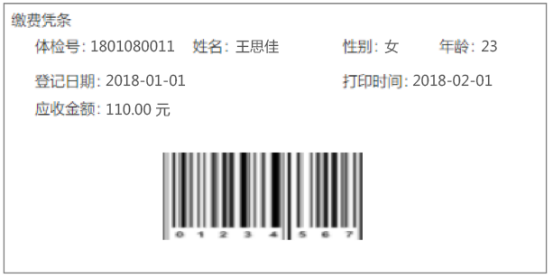 缴费凭条
体检号: 1801080011 姓名: 王思佳 性别: 女 年龄: 23
登记日期: 2018-01-01 打印时间: 2018-02-01
应收金额: 110.00 元
0 1 2 3 4 5 6 7